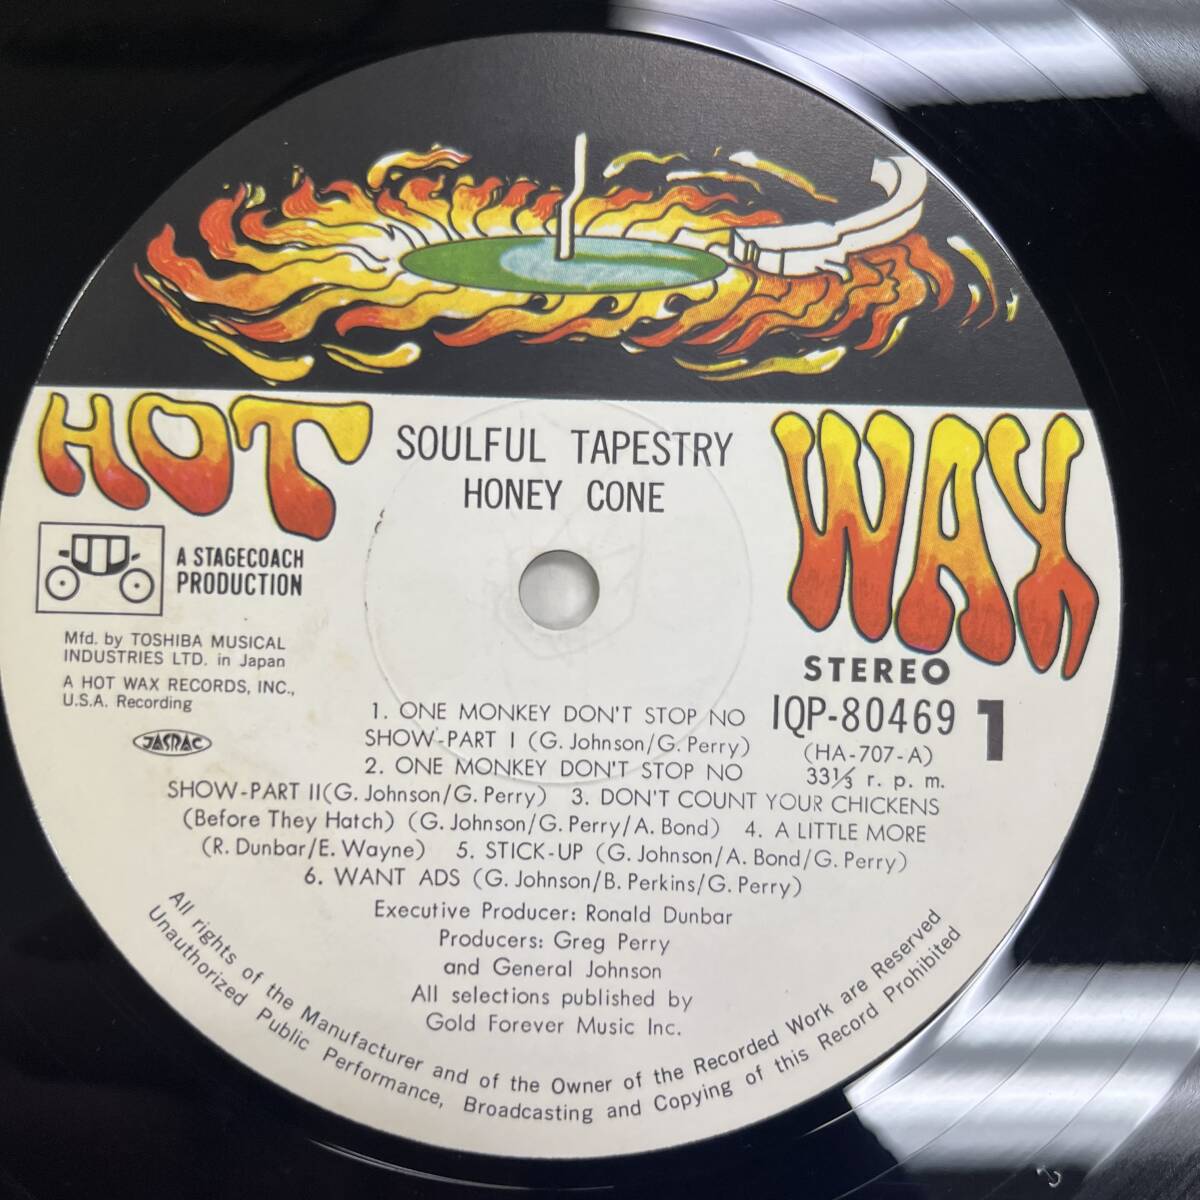 HOT WAX
SOULFUL TAPESTRY
HONEY CONE
A STAGECOACH
PRODUCTION
Mfd. by TOSHIBA MUSICAL
INDUSTRIES LTD. in Japan
A HOT WAX RECORDS, INC.,
U.S.A. Recording
JASRAC
STEREO
IQP-80469 1
(HA-707-A)
33⅓ r. p. m.
1. ONE MONKEY DON'T STOP NO
SHOW-PART I (G. Johnson/G. Perry)
2. ONE MONKEY DON'T STOP NO
SHOW-PART II(G. Johnson/G. Perry) 3. DON'T COUNT YOUR CHICKENS
(Before They Hatch) (G. Johnson/G. Perry/A. Bond) 4. A LITTLE MORE
(R. Dunbar/E. Wayne) 5. STICK-UP (G. Johnson/A. Bond/G. Perry)
6. WANT ADS (G. Johnson/B. Perkins/G. Perry)
Executive Producer: Ronald Dunbar
Producers: Greg Perry
and General Johnson
All selections published by
Gold Forever Music Inc.
All rights of the Manufacturer and of the Owner of the Recorded Work are Reserved
Unauthorized Public Performance, Broadcasting and Copying of this Record Prohibited